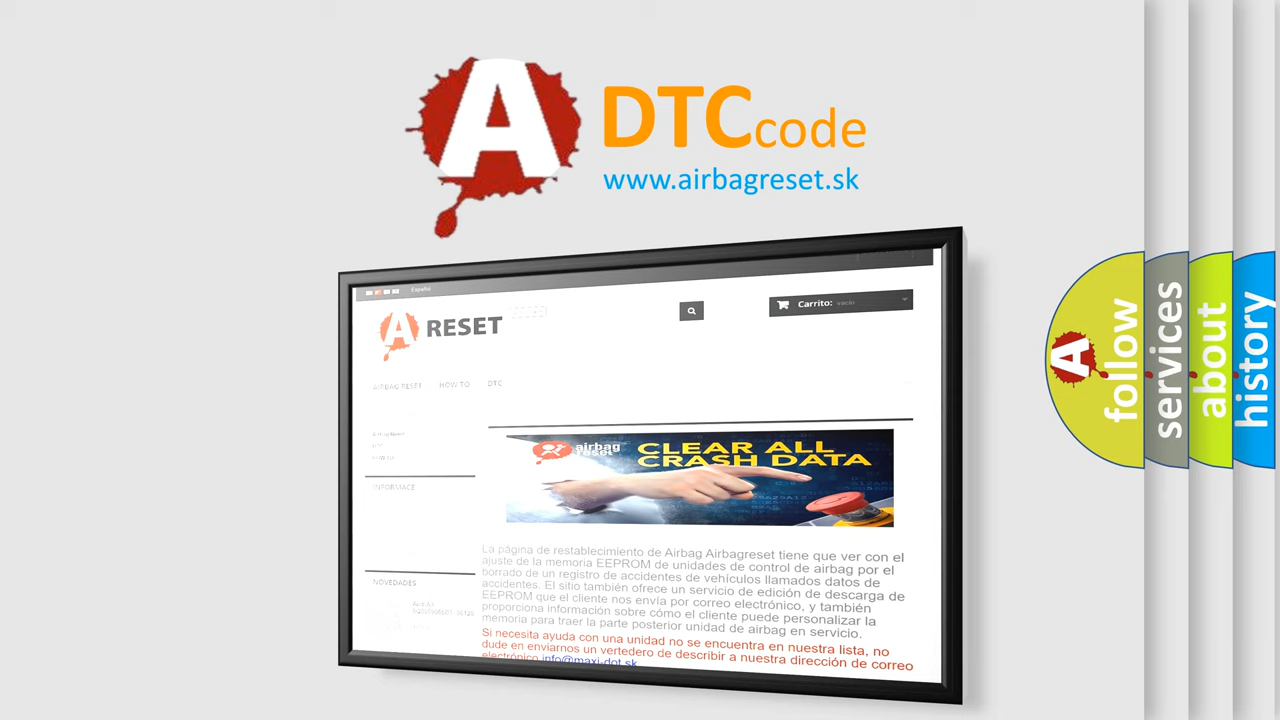 A
DTC code
www.airbagreset.sk
Español
A RESET
Carrito: vacío
AIRBAG RESET HOW TO DTC
INFORMACE
airbag
reset
CLEAR ALL
CRASH DATA
La página de restablecimiento de Airbag Airbagreset tiene que ver con el
ajuste de la memoria EEPROM de unidades de control de airbag por el
borrado de un registro de accidentes de vehículos llamados datos de
accidentes. El sitio también ofrece un servicio de edición de descarga de
EEPROM que el cliente nos envía por correo electrónico, y también
proporciona información sobre cómo el cliente puede personalizar la
memoria para traer la parte posterior unidad de airbag en servicio.
Si necesita ayuda con una unidad no se encuentra en nuestra lista, no
dude en enviarnos un vertedero de describir a nuestra dirección de correo
electrónico info@maxi-dot.sk
NOVEDADES
A
follow
services
about
history